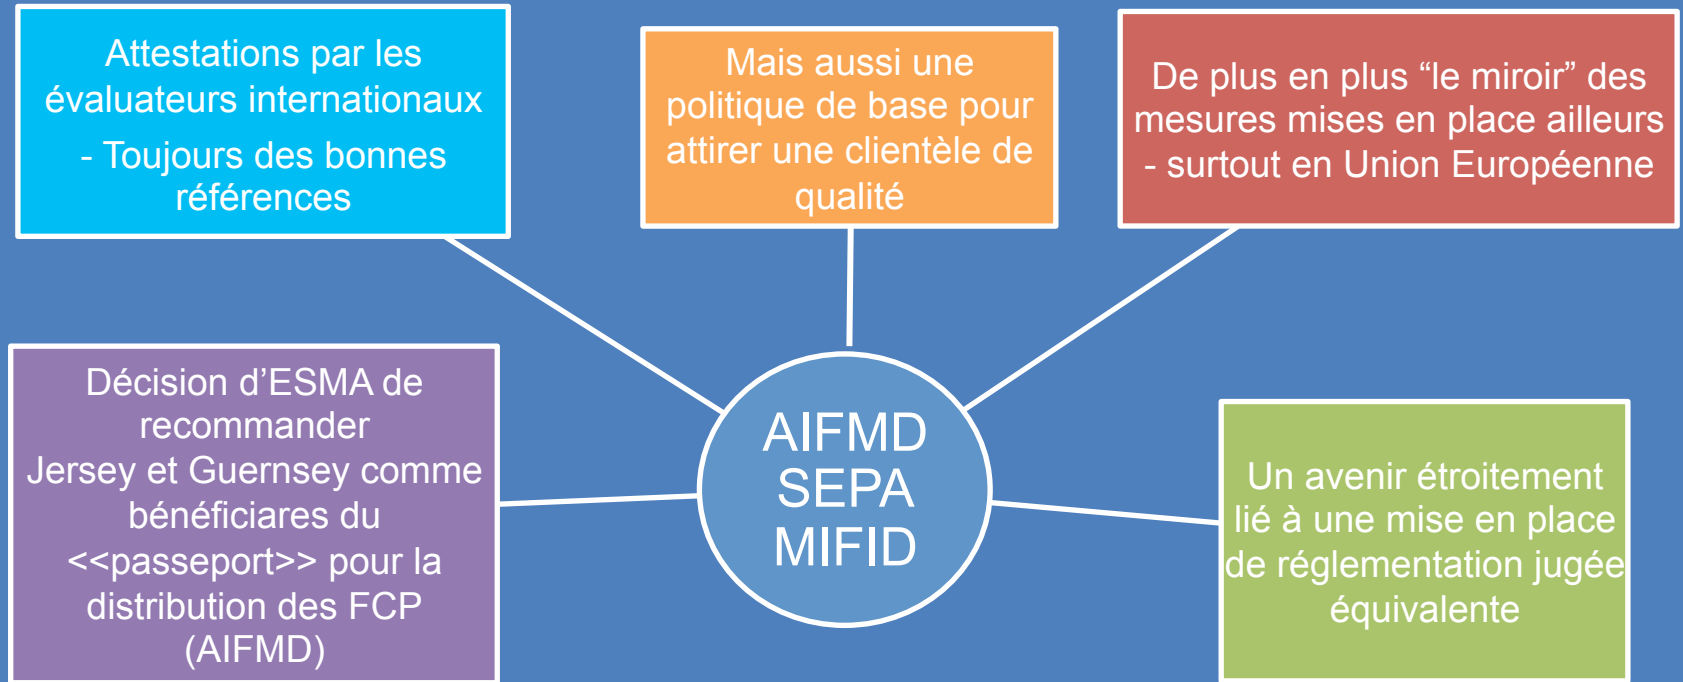 Attestations par les
évaluateurs internationaux
- Toujours des bonnes
références
Mais aussi une
politique de base pour
attirer une clientèle de
qualité
De plus en plus “le miroir” des
mesures mises en place ailleurs
- surtout en Union Européenne
Décision d’ESMA de
recommander
Jersey et Guernsey comme
bénéficiares du
<<passeport>> pour la
distribution des FCP
(AIFMD)
AIFMD
SEPA
MIFID
Un avenir étroitement
lié à une mise en place
de réglementation jugée
équivalente